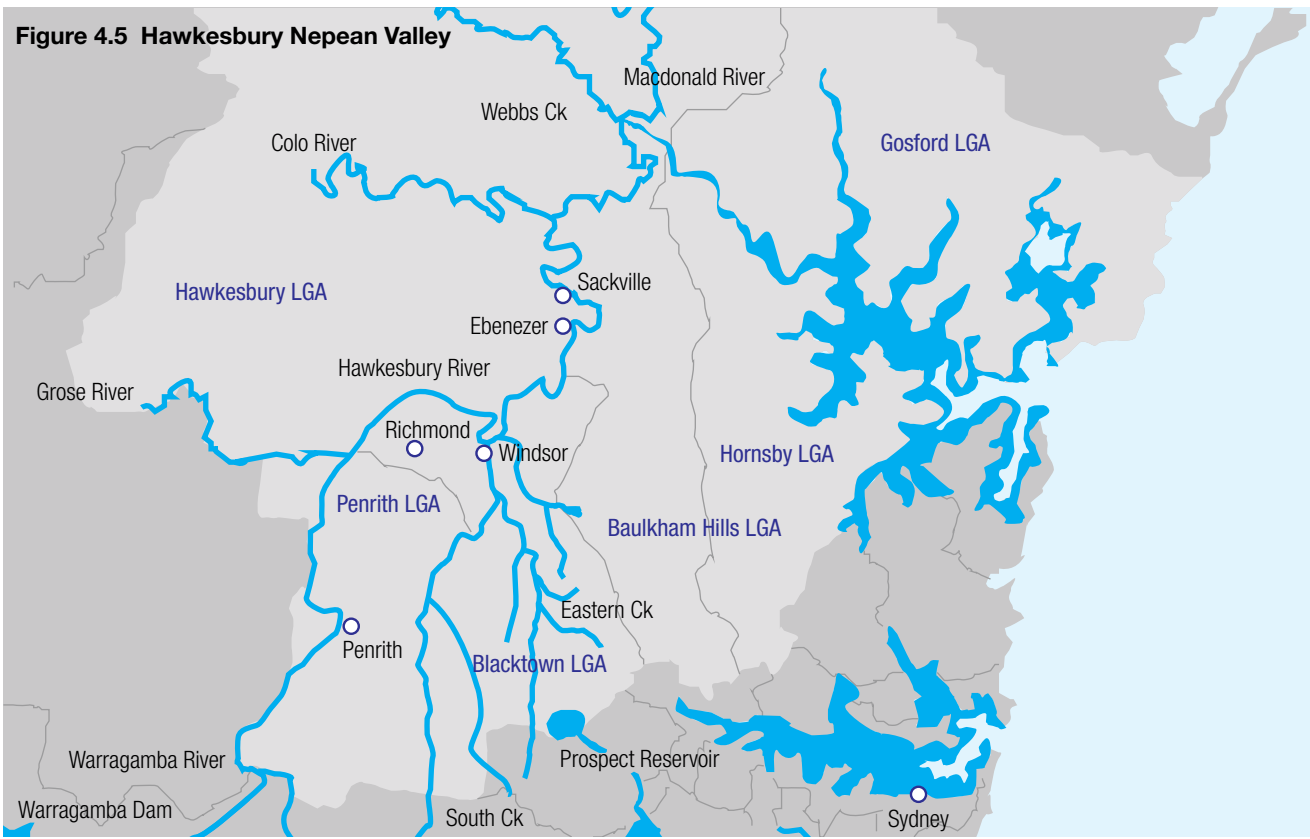 Figure 4.5 Hawkesbury Nepean Valley
Macdonald River
Webbs Ck
Colo River
Gosford LGA
Sackville
Hawkesbury LGA
Ebenezer
Hawkesbury River
Grose River
Richmond
Windsor
Hornsby LGA
Penrith LGA
Baulkham Hills LGA
Eastern Ck
Penrith
Blacktown LGA
Warragamba River
Prospect Reservoir
Warragamba Dam
South Ck
Sydney